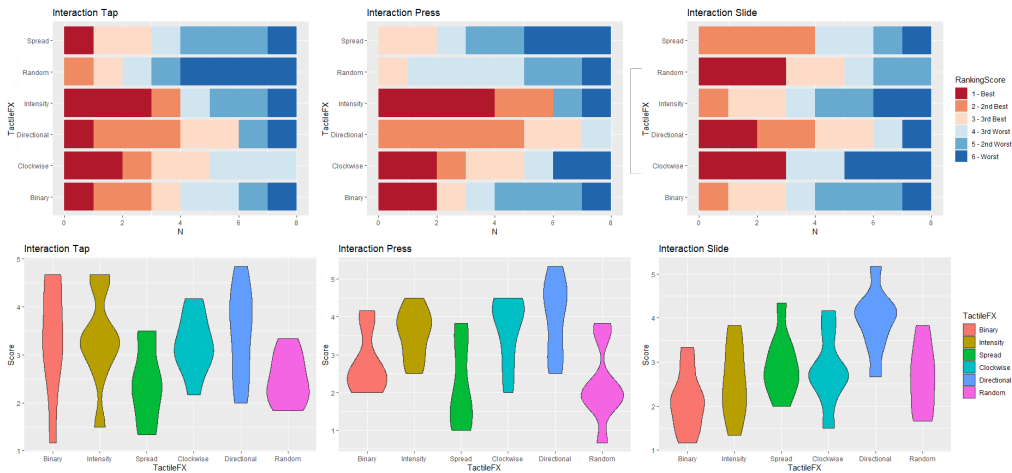 Interaction Tap
Interaction Press
Interaction Slide
TactileFX
Spread
Random
Intensity
Directional
Clockwise
Binary
0 2 4 6 8
N
TactileFX
Spread
Random
Intensity
Directional
Clockwise
Binary
0 2 4 6 8
N
TactileFX
Spread
Random
Intensity
Directional
Clockwise
Binary
0 2 4 6 8
N
RankingScore
1 - Best
2 - 2nd Best
3 - 3rd Best
4 - 3rd Worst
5 - 2nd Worst
6 - Worst
Interaction Tap
Interaction Press
Interaction Slide
Score
5
4
3
2
1
Binary Intensity Spread Clockwise Directional Random
TactileFX
Score
5
4
3
2
1
Binary Intensity Spread Clockwise Directional Random
TactileFX
Score
5
4
3
2
1
Binary Intensity Spread Clockwise Directional Random
TactileFX
TactileFX
Binary
Intensity
Spread
Clockwise
Directional
Random